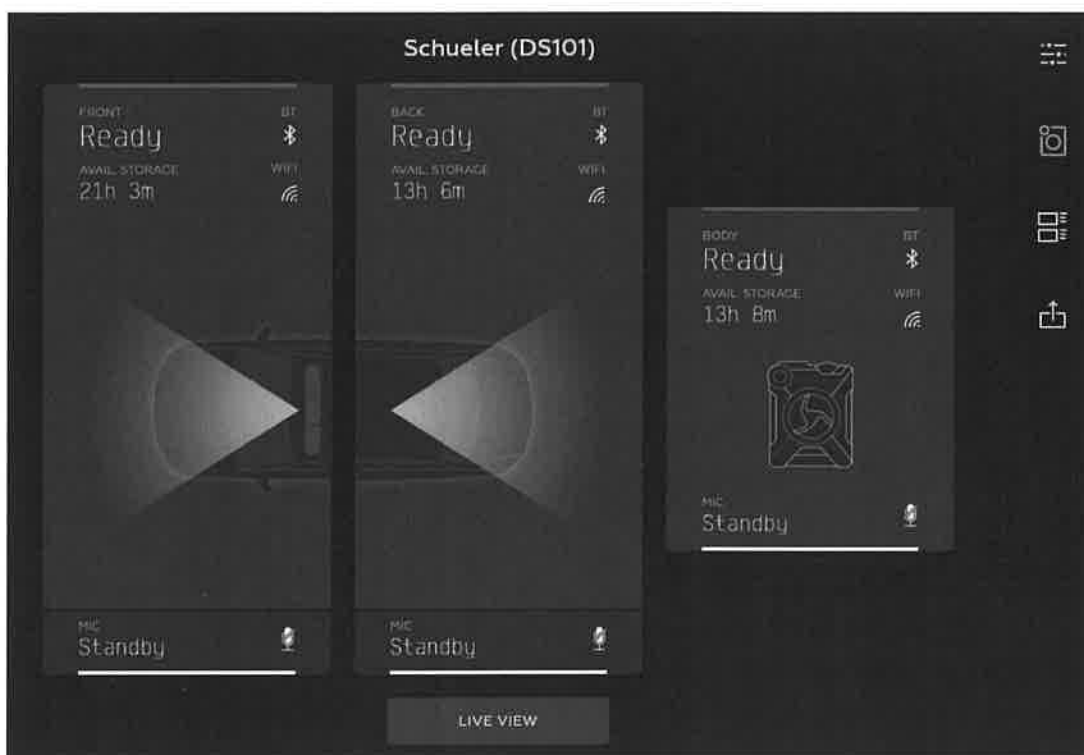 Schueler (DS101)
FRONT BT
Ready
AVAIL. STORAGE WIFI
21h 3m
BACK BT
Ready
AVAIL. STORAGE WIFI
13h 6m
BODY BT
Ready
AVAIL. STORAGE WIFI
13h 8m
MIC
Standby
MIC
Standby
MIC
Standby
LIVE VIEW